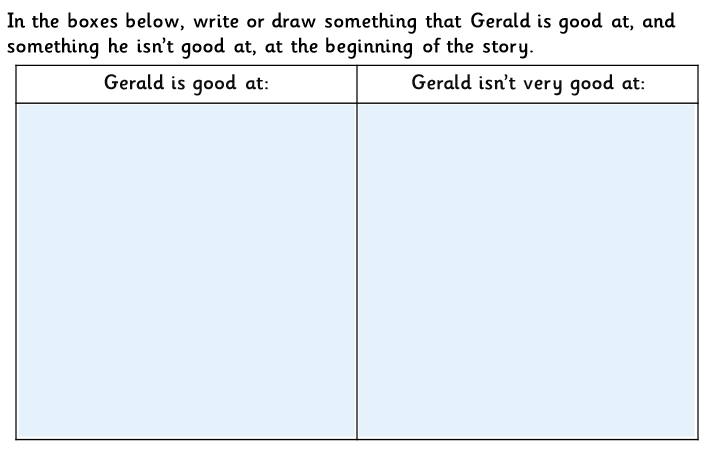 In the boxes below, write or draw something that Gerald is good at, and
something he isn't good at, at the beginning of the story.
Gerald is good at:
Gerald isn't very good at: